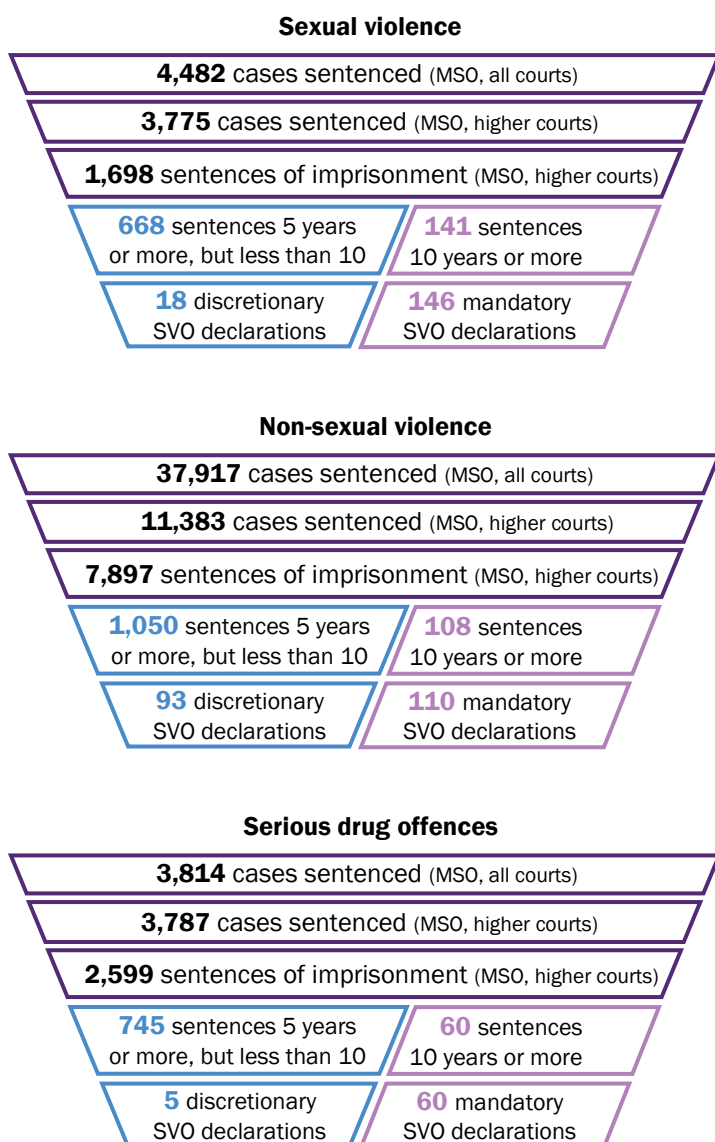 Sexual violence
4,482 cases sentenced (MSO, all courts)
3,775 cases sentenced (MSO, higher courts)
1,698 sentences of imprisonment (MSO, higher courts)
668 sentences 5 years
or more, but less than 10
141 sentences
10 years or more
18 discretionary
SVO declarations
146 mandatory
SVO declarations
Non-sexual violence
37,917 cases sentenced (MSO, all courts)
11,383 cases sentenced (MSO, higher courts)
7,897 sentences of imprisonment (MSO, higher courts)
1,050 sentences 5 years
or more, but less than 10
108 sentences
10 years or more
93 discretionary
SVO declarations
110 mandatory
SVO declarations
Serious drug offences
3,814 cases sentenced (MSO, all courts)
3,787 cases sentenced (MSO, higher courts)
2,599 sentences of imprisonment (MSO, higher courts)
745 sentences 5 years
or more, but less than 10
60 sentences
10 years or more
5 discretionary
SVO declarations
60 mandatory
SVO declarations